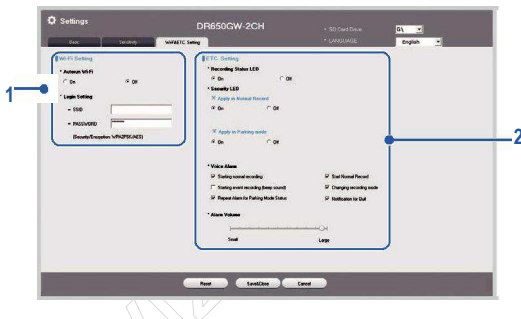 Settings
DR650GW-2CH
* SD Card Drive
G:\
* LANGUAGE
English
Basic
Sensitivity
WiFi&ETC. Setting
Wi-Fi Setting
* Autorun Wi-Fi
On
Off
* Login Setting
- SSID
- PASSWORD
(Security/Encryption: WPA2PSK/AES)
1
ETC. Setting
* Recording Status LED
On
Off
* Security LED
Apply in Normal Record
On
Off
Apply in Parking mode
On
Off
* Voice Alarm
Starting normal recording
Start Normal Record
Starting event recording (beep sound)
Changing recording mode
Repeat Alarm for Parking Mode Status
Notification for Quit
* Alarm Volume
Small
Large
2
Reset
Save&Close
Cancel